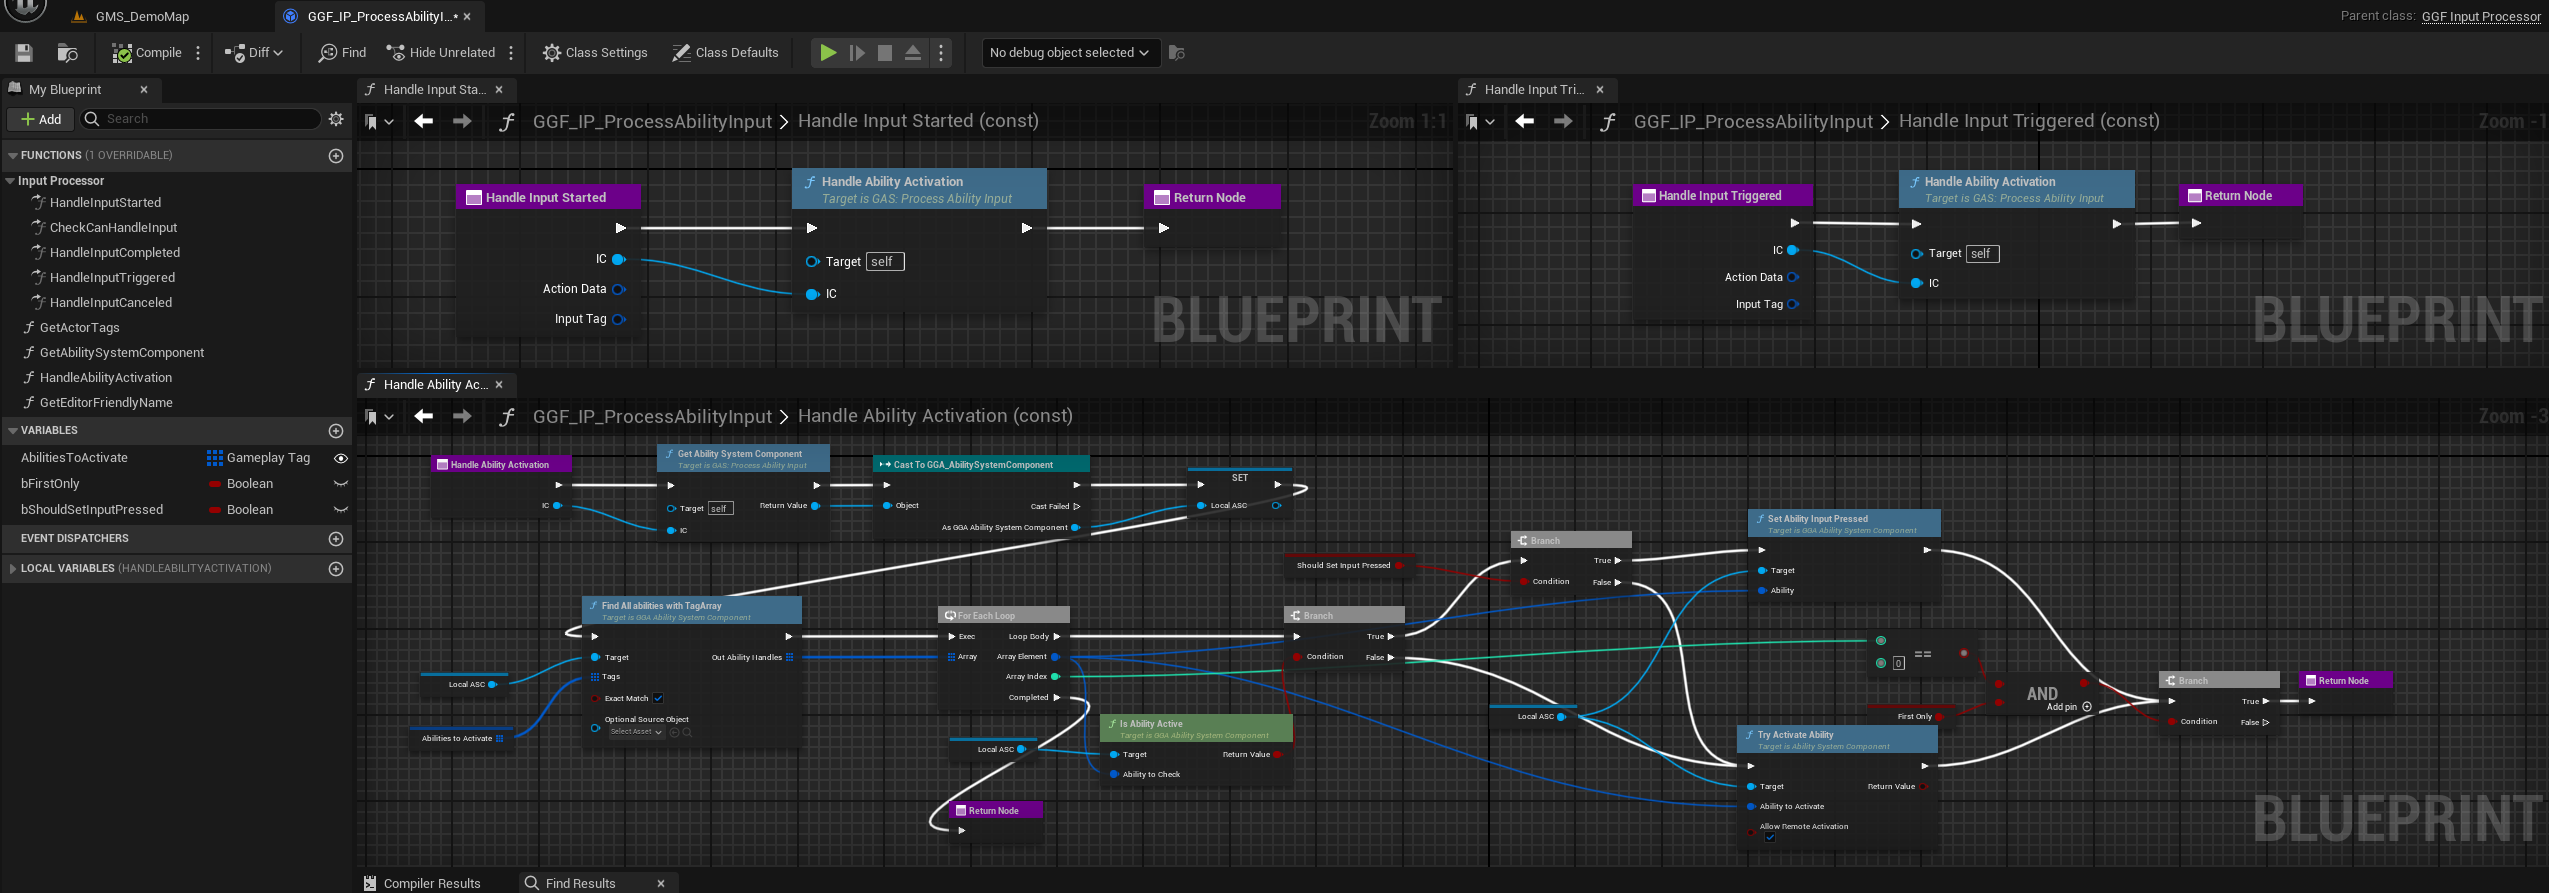 GMS_DemoMap
GGF_IP_ProcessAbilityI...•
Parent class: GGF Input Processor
Compile
Diff
Find
Hide Unrelated
Class Settings
Class Defaults
No debug object selected
My Blueprint
Add
Search
FUNCTIONS (1 OVERRIDABLE)
Input Processor
HandleInputStarted
CheckCanHandleInput
HandleInputCompleted
HandleInputTriggered
HandleInputCanceled
GetActorTags
GetAbilitySystemComponent
HandleAbilityActivation
GetEditorFriendlyName
VARIABLES
AbilitiesToActivate Gameplay Tag
bFirstOnly Boolean
bShouldSetInputPressed Boolean
EVENT DISPATCHERS
LOCAL VARIABLES (HANDLEABILITYACTIVATION)
Handle Input Sta...
GGF_IP_ProcessAbilityInput > Handle Input Started (const)
Zoom 1:1
Handle Input Started
IC
Action Data
Input Tag
Handle Ability Activation
Target is GAS: Process Ability Input
Target self
IC
Return Node
BLUEPRINT
Handle Input Tri...
GGF_IP_ProcessAbilityInput > Handle Input Triggered (const)
Zoom -1
Handle Input Triggered
IC
Action Data
Input Tag
Handle Ability Activation
Target is GAS: Process Ability Input
Target self
IC
Return Node
BLUEPRINT
Handle Ability Ac...
GGF_IP_ProcessAbilityInput > Handle Ability Activation (const)
Zoom -3
Handle Ability Activation
IC
Get Ability System Component
Target is GAS: Process Ability Input
Target self
Return Value
IC
Cast To GGA_AbilitySystemComponent
Object
Cast Failed
As GGA Ability System Component
SET
Local ASC
Find All abilities with TagArray
Target is GGA Ability System Component
Target
Out Ability Handles
Tags
Exact Match
Optional Source Object
Select Asset
Local ASC
Abilities to Activate
For Each Loop
Exec
Loop Body
Array
Array Element
Array Index
Completed
Local ASC
Is Ability Active
Target is GGA Ability System Component
Target
Return Value
Ability to Check
Return Node
Should Set Input Pressed
Branch
True
Condition
False
Branch
True
Condition
False
Local ASC
Set Ability Input Pressed
Target is GGA Ability System Component
Target
Ability
Try Activate Ability
Target is Ability System Component
Target
Return Value
Ability to Activate
Allow Remote Activation
0
==
First Only
AND
Add pin
Branch
True
Condition
False
Return Node
BLUEPRINT
Compiler Results
Find Results